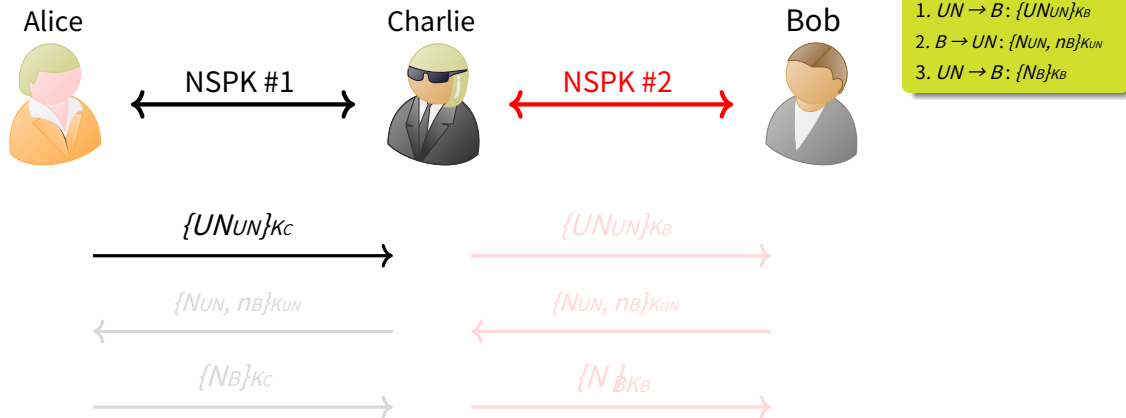 Alice
Charlie
Bob
NSPK #1
NSPK #2
1. UN → B: {UNUN}KB
2. B → UN: {NUN, nB}KUN
3. UN → B: {NB}KB
{UNUN}KC
{UNUN}KB
{NUN, nB}KUN
{NUN, nB}KUN
{NB}KC
{N B}KB